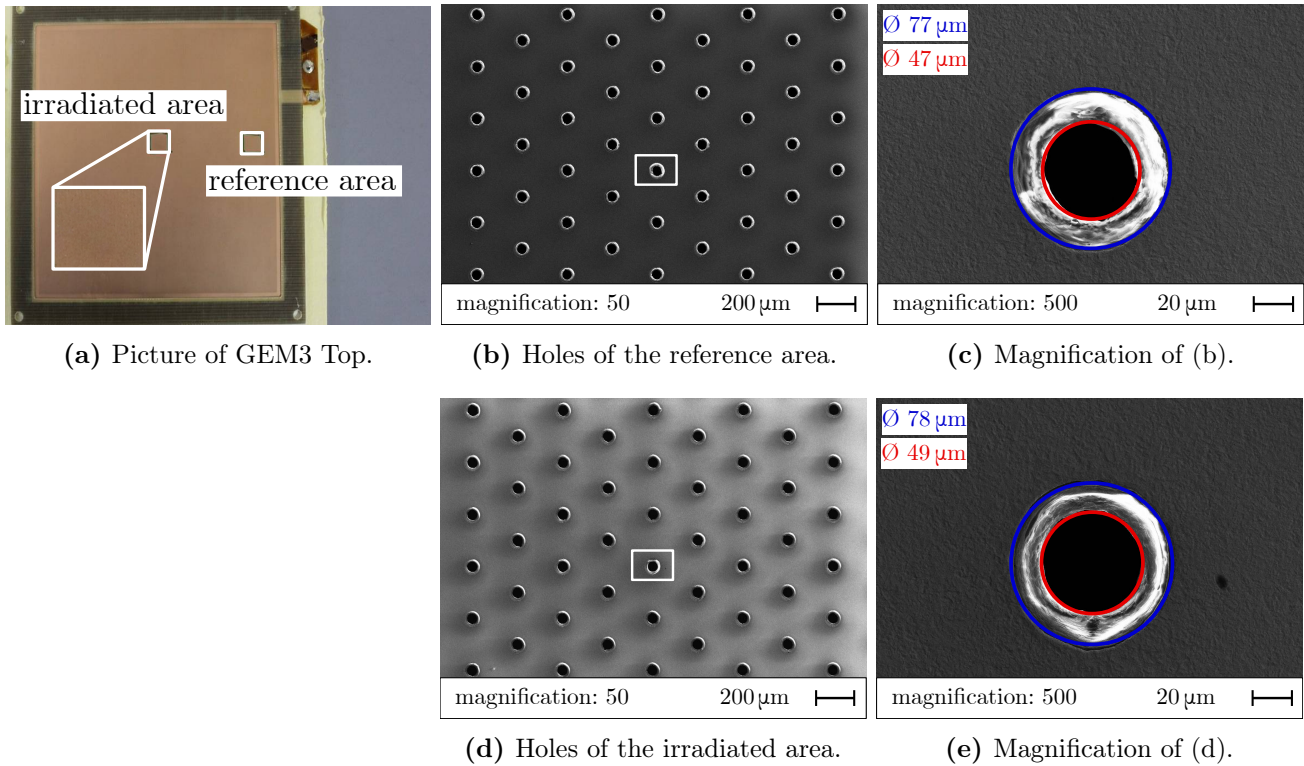 irradiated area
reference area
(a) Picture of GEM3 Top.
magnification: 50 200 µm
(b) Holes of the reference area.
Ø 77 µm
Ø 47 µm
magnification: 500 20 µm
(c) Magnification of (b).
magnification: 50 200 µm
(d) Holes of the irradiated area.
Ø 78 µm
Ø 49 µm
magnification: 500 20 µm
(e) Magnification of (d).